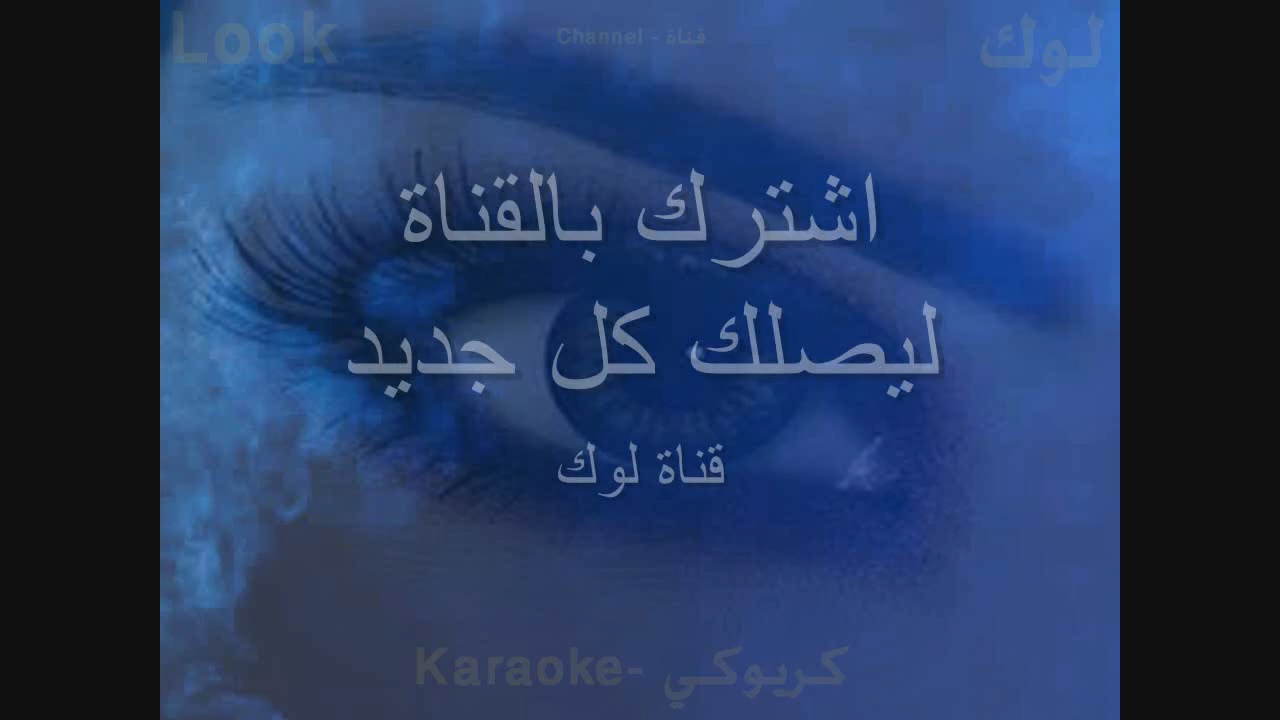 Look
Channel - قناة
لوك
اشترك بالقناة
ليصلك كل جديد
قناة لوك
Karaoke- كريوكي